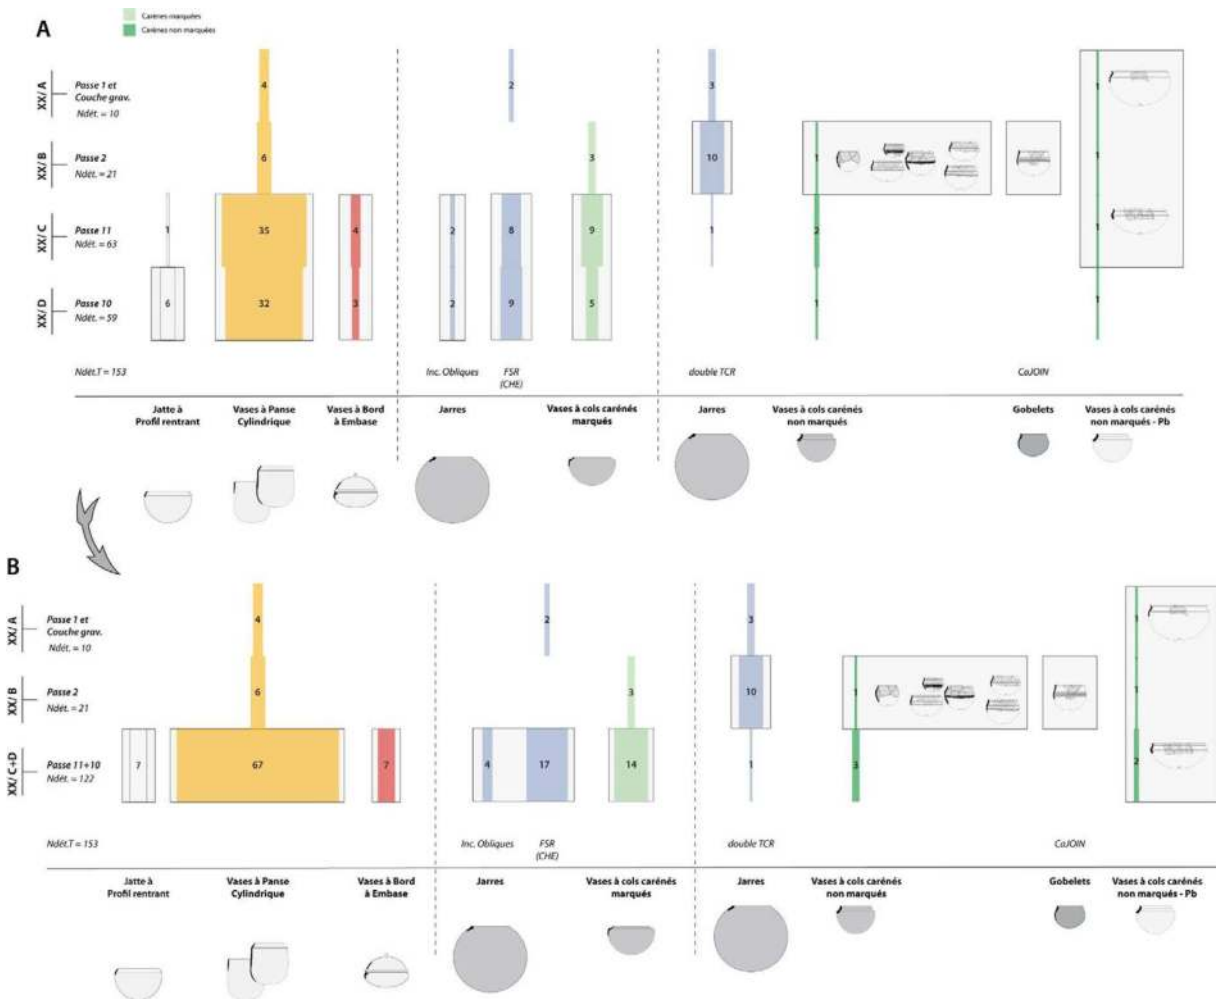 A
Carènes marquées
Carènes non marquées
XX/A
Passe 1 et
Couche grav.
Ndét. = 10
4
2
3
1
XX/B
Passe 2
Ndét. = 21
6
3
10
1
1
XX/C
Passe 11
Ndét. = 63
1
35
4
2
8
9
1
2
1
XX/D
Passe 10
Ndét. = 59
6
32
3
2
9
5
1
1
Ndét.T = 153
Inc. Obliques
FSR
(CHE)
double TCR
CaJOIN
Jatte à
Profil rentrant
Vases à Panse
Cylindrique
Vases à Bord
à Embase
Jarres
Vases à cols carénés
marqués
Jarres
Vases à cols carénés
non marqués
Gobelets
Vases à cols carénés
non marqués - Pb
B
XX/A
Passe 1 et
Couche grav.
Ndét. = 10
4
2
3
1
XX/B
Passe 2
Ndét. = 21
6
3
10
1
1
XX/C+D
Passe 11+10
Ndét. = 122
7
67
7
4
17
14
1
3
2
Ndét.T = 153
Inc. Obliques
FSR
(CHE)
double TCR
CaJOIN
Jatte à
Profil rentrant
Vases à Panse
Cylindrique
Vases à Bord
à Embase
Jarres
Vases à cols carénés
marqués
Jarres
Vases à cols carénés
non marqués
Gobelets
Vases à cols carénés
non marqués - Pb